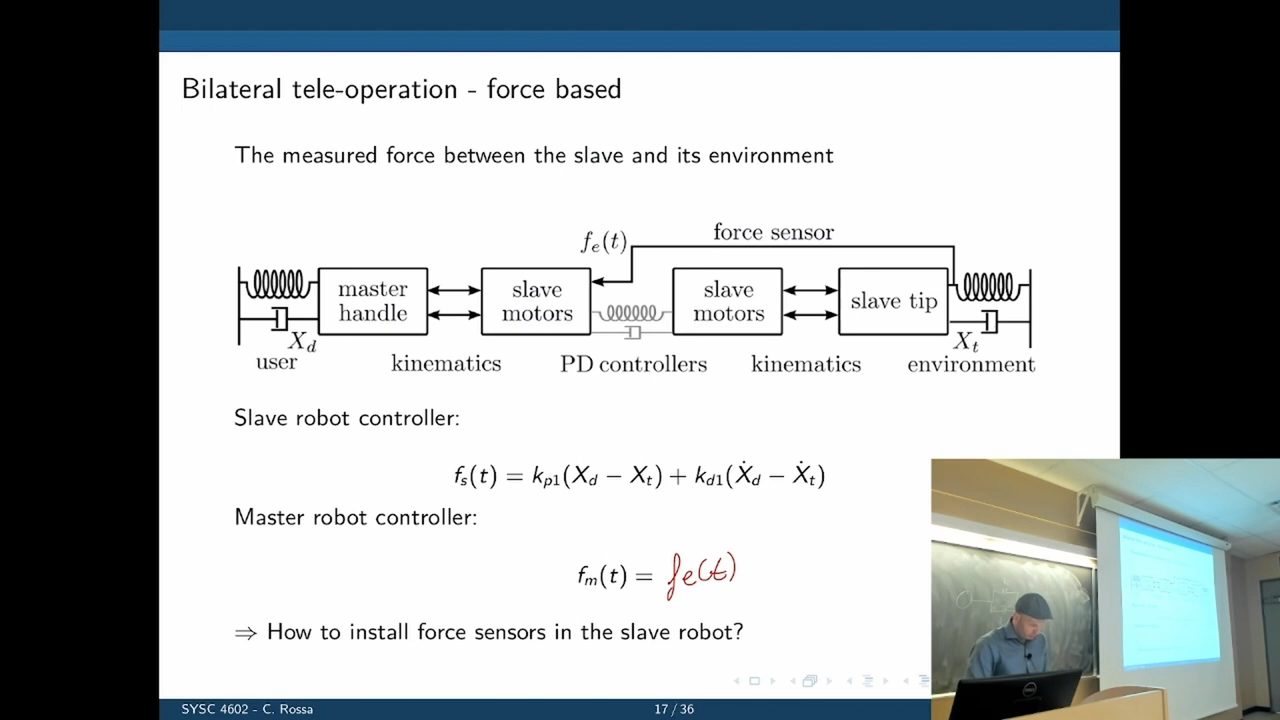 Bilateral tele-operation - force based
The measured force between the slave and its environment
force sensor
fe(t)
master handle
slave motors
slave motors
slave tip
Xd
Xt
user
kinematics
PD controllers
kinematics
environment
Slave robot controller:
fs(t) = kp1(Xd − Xt) + kd1(Ẋd − Ẋt)
Master robot controller:
fm(t) = fe(t)
⇒ How to install force sensors in the slave robot?
SYSC 4602 - C. Rossa
17 / 36